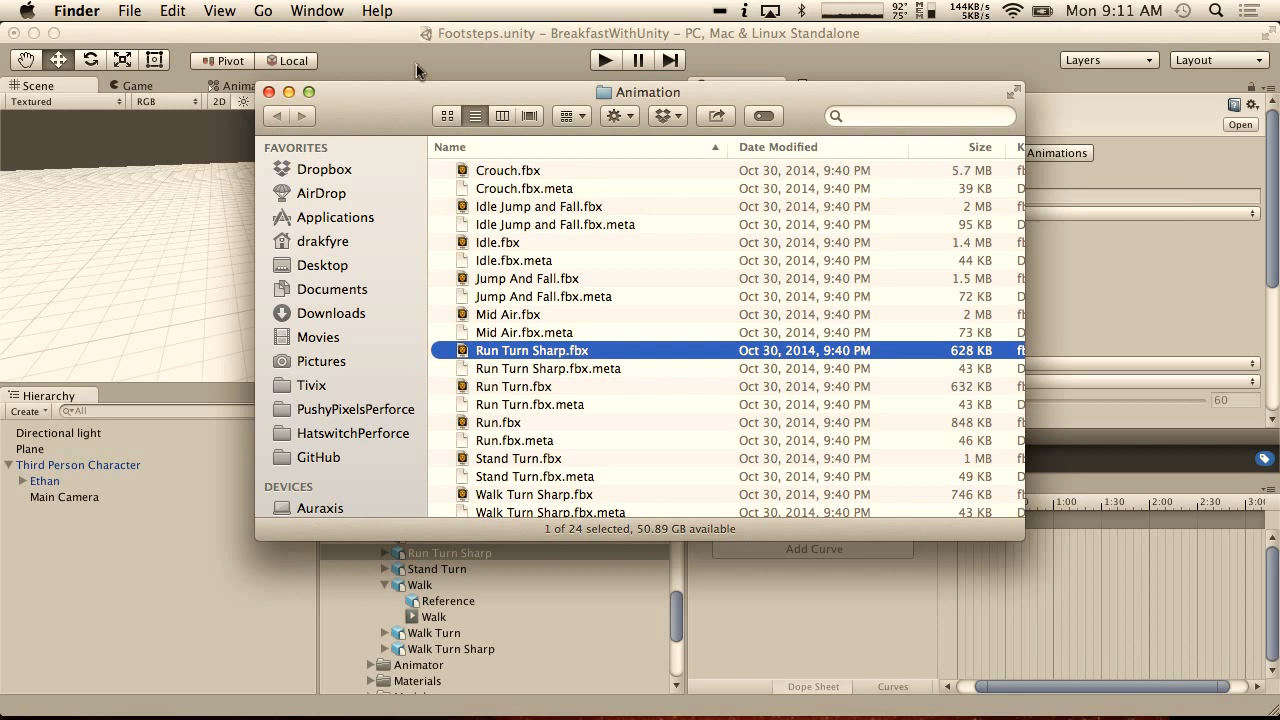 Finder File Edit View Go Window Help 92° 75° 144KB/S 5KB/S Mon 9:11 AM
Footsteps.unity – BreakfastWithUnity – PC, Mac & Linux Standalone
Pivot Local Layers Layout
Scene Game Anima
Textured RGB 2D
Animation
Open
Animations
FAVORITES
Dropbox
AirDrop
Applications
drakfyre
Desktop
Documents
Downloads
Movies
Pictures
Tivix
PushyPixelsPerforce
HatswitchPerforce
GitHub
DEVICES
Auraxis
Name Date Modified Size K
Crouch.fbx Oct 30, 2014, 9:40 PM 5.7 MB fb
Crouch.fbx.meta Oct 30, 2014, 9:40 PM 39 KB D
Idle Jump and Fall.fbx Oct 30, 2014, 9:40 PM 2 MB fb
Idle Jump and Fall.fbx.meta Oct 30, 2014, 9:40 PM 95 KB D
Idle.fbx Oct 30, 2014, 9:40 PM 1.4 MB fb
Idle.fbx.meta Oct 30, 2014, 9:40 PM 44 KB D
Jump And Fall.fbx Oct 30, 2014, 9:40 PM 1.5 MB fb
Jump And Fall.fbx.meta Oct 30, 2014, 9:40 PM 72 KB D
Mid Air.fbx Oct 30, 2014, 9:40 PM 2 MB fb
Mid Air.fbx.meta Oct 30, 2014, 9:40 PM 73 KB D
Run Turn Sharp.fbx Oct 30, 2014, 9:40 PM 628 KB fb
Run Turn Sharp.fbx.meta Oct 30, 2014, 9:40 PM 43 KB D
Run Turn.fbx Oct 30, 2014, 9:40 PM 632 KB fb
Run Turn.fbx.meta Oct 30, 2014, 9:40 PM 43 KB D
Run.fbx Oct 30, 2014, 9:40 PM 848 KB fb
Run.fbx.meta Oct 30, 2014, 9:40 PM 46 KB D
Stand Turn.fbx Oct 30, 2014, 9:40 PM 1 MB fb
Stand Turn.fbx.meta Oct 30, 2014, 9:40 PM 49 KB D
Walk Turn Sharp.fbx Oct 30, 2014, 9:40 PM 746 KB fb
Walk Turn Sharp.fbx.meta Oct 30, 2014, 9:40 PM 43 KB D
1 of 24 selected, 50.89 GB available
Hierarchy
Create All
Directional light
Plane
Third Person Character
Ethan
Main Camera
Run Turn Sharp
Stand Turn
Walk
Reference
Walk
Walk Turn
Walk Turn Sharp
Animator
Materials
60
1:00 1:30 2:00 2:30 3:0
Add Curve
Dope Sheet Curves